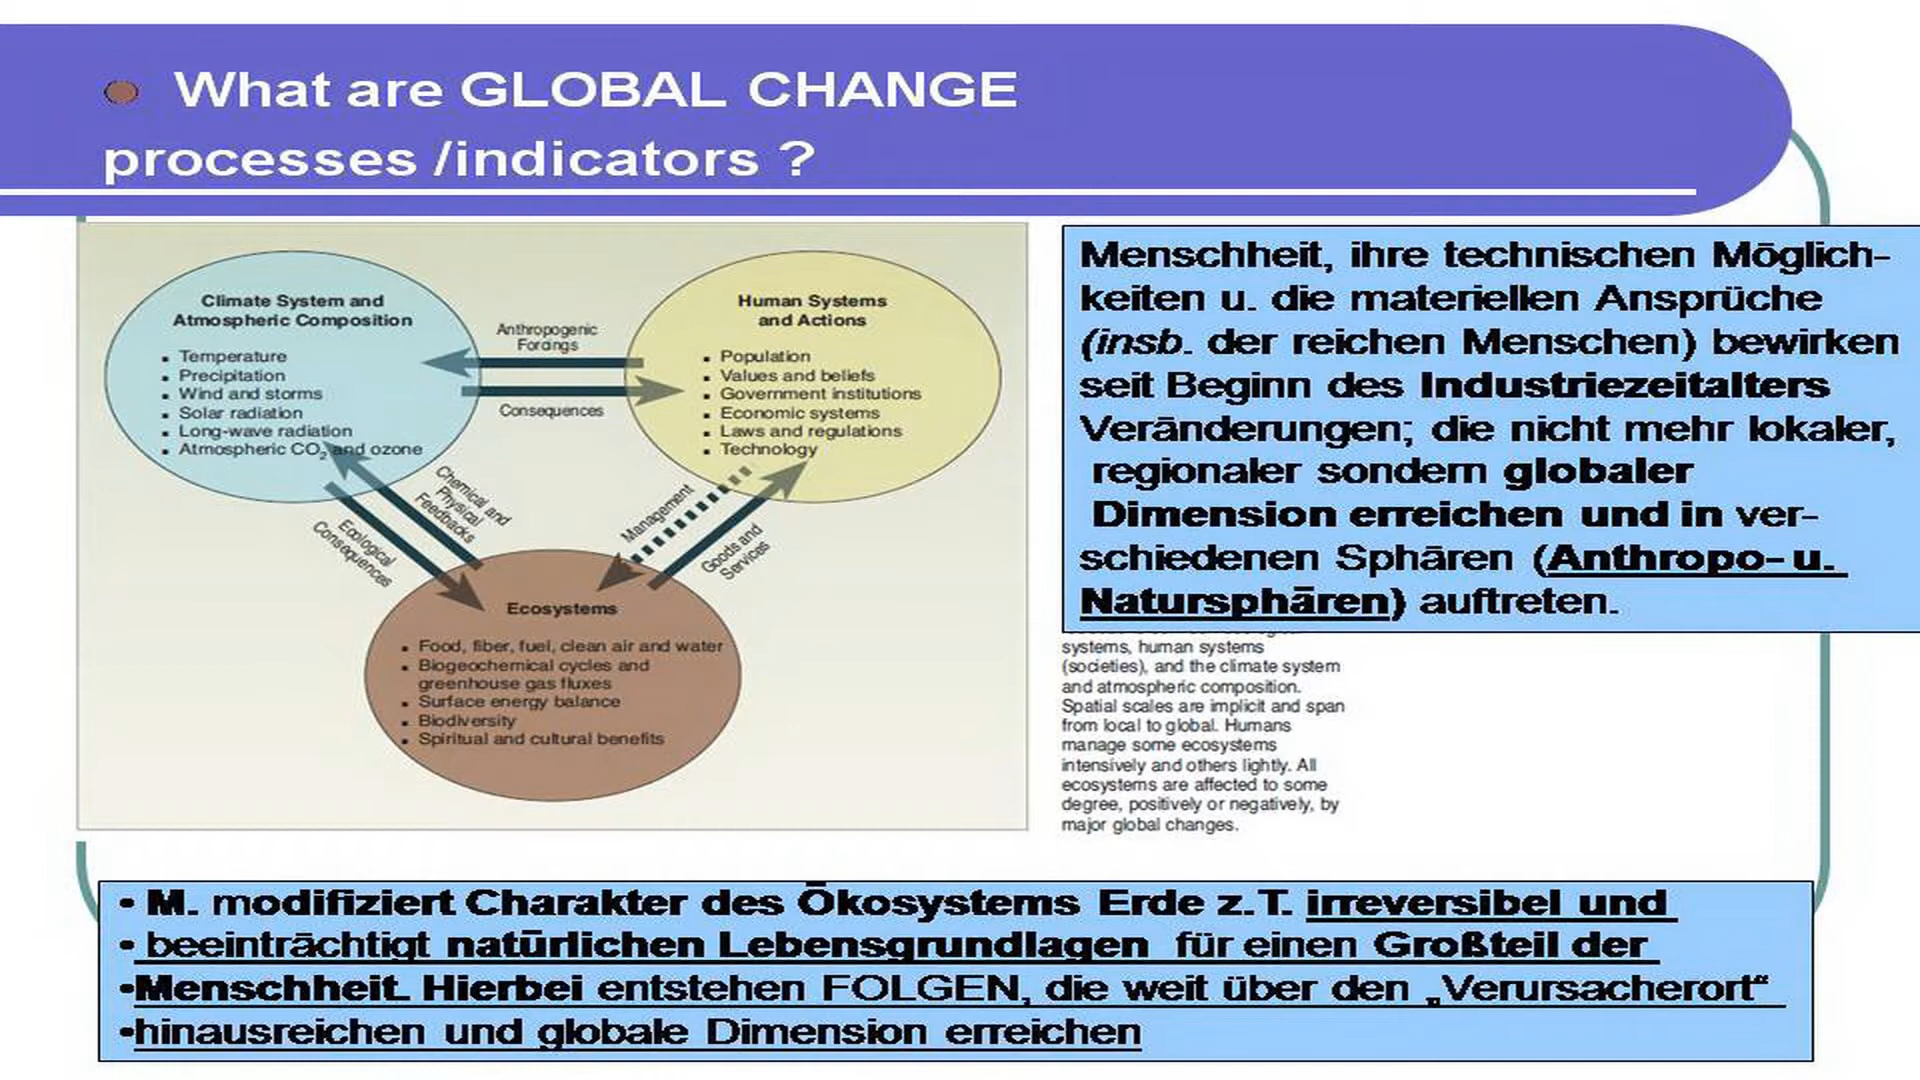 What are GLOBAL CHANGE
processes /indicators ?
Climate System and
Atmospheric Composition
▪ Temperature
▪ Precipitation
▪ Wind and storms
▪ Solar radiation
▪ Long-wave radiation
▪ Atmospheric CO₂ and ozone
Anthropogenic
Forcings
Consequences
Human Systems
and Actions
▪ Population
▪ Values and beliefs
▪ Government institutions
▪ Economic systems
▪ Laws and regulations
▪ Technology
Chemical and
Physical
Feedbacks
Ecological
Consequences
Management
Goods and
Services
Ecosystems
▪ Food, fiber, fuel, clean air and water
▪ Biogeochemical cycles and
greenhouse gas fluxes
▪ Surface energy balance
▪ Biodiversity
▪ Spiritual and cultural benefits
Menschheit, ihre technischen Möglich-
keiten u. die materiellen Ansprüche
(insb. der reichen Menschen) bewirken
seit Beginn des Industriezeitalters
Veränderungen; die nicht mehr lokaler,
regionaler sondern globaler
Dimension erreichen und in ver-
schiedenen Sphären (Anthropo- u.
Natursphären) auftreten.
systems, human systems
(societies), and the climate system
and atmospheric composition.
Spatial scales are implicit and span
from local to global. Humans
manage some ecosystems
intensively and others lightly. All
ecosystems are affected to some
degree, positively or negatively, by
major global changes.
• M. modifiziert Charakter des Ökosystems Erde z.T. irreversibel und
• beeinträchtigt natürlichen Lebensgrundlagen für einen Großteil der
•Menschheit. Hierbei entstehen FOLGEN, die weit über den „Verursacherort“
•hinausreichen und globale Dimension erreichen